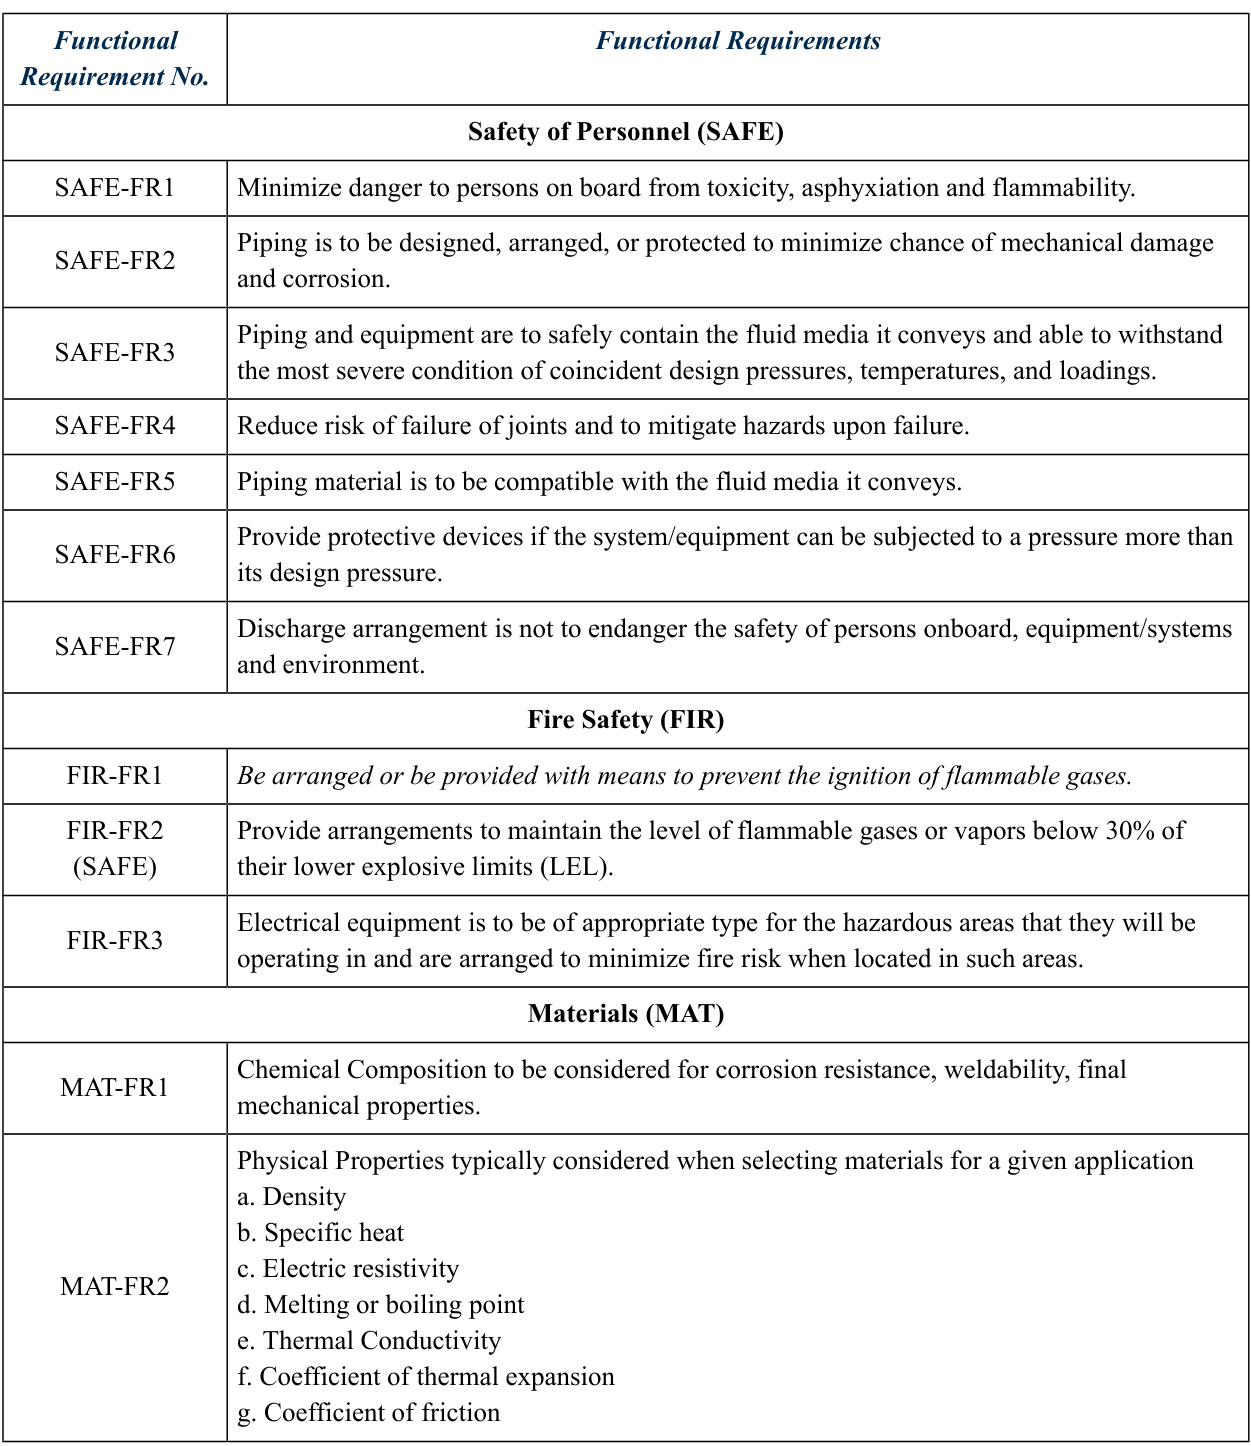 Functional
Requirement No.
Functional Requirements
Safety of Personnel (SAFE)
SAFE-FR1
Minimize danger to persons on board from toxicity, asphyxiation and flammability.
SAFE-FR2
Piping is to be designed, arranged, or protected to minimize chance of mechanical damage
and corrosion.
SAFE-FR3
Piping and equipment are to safely contain the fluid media it conveys and able to withstand
the most severe condition of coincident design pressures, temperatures, and loadings.
SAFE-FR4
Reduce risk of failure of joints and to mitigate hazards upon failure.
SAFE-FR5
Piping material is to be compatible with the fluid media it conveys.
SAFE-FR6
Provide protective devices if the system/equipment can be subjected to a pressure more than
its design pressure.
SAFE-FR7
Discharge arrangement is not to endanger the safety of persons onboard, equipment/systems
and environment.
Fire Safety (FIR)
FIR-FR1
Be arranged or be provided with means to prevent the ignition of flammable gases.
FIR-FR2
(SAFE)
Provide arrangements to maintain the level of flammable gases or vapors below 30% of
their lower explosive limits (LEL).
FIR-FR3
Electrical equipment is to be of appropriate type for the hazardous areas that they will be
operating in and are arranged to minimize fire risk when located in such areas.
Materials (MAT)
MAT-FR1
Chemical Composition to be considered for corrosion resistance, weldability, final
mechanical properties.
MAT-FR2
Physical Properties typically considered when selecting materials for a given application
a. Density
b. Specific heat
c. Electric resistivity
d. Melting or boiling point
e. Thermal Conductivity
f. Coefficient of thermal expansion
g. Coefficient of friction